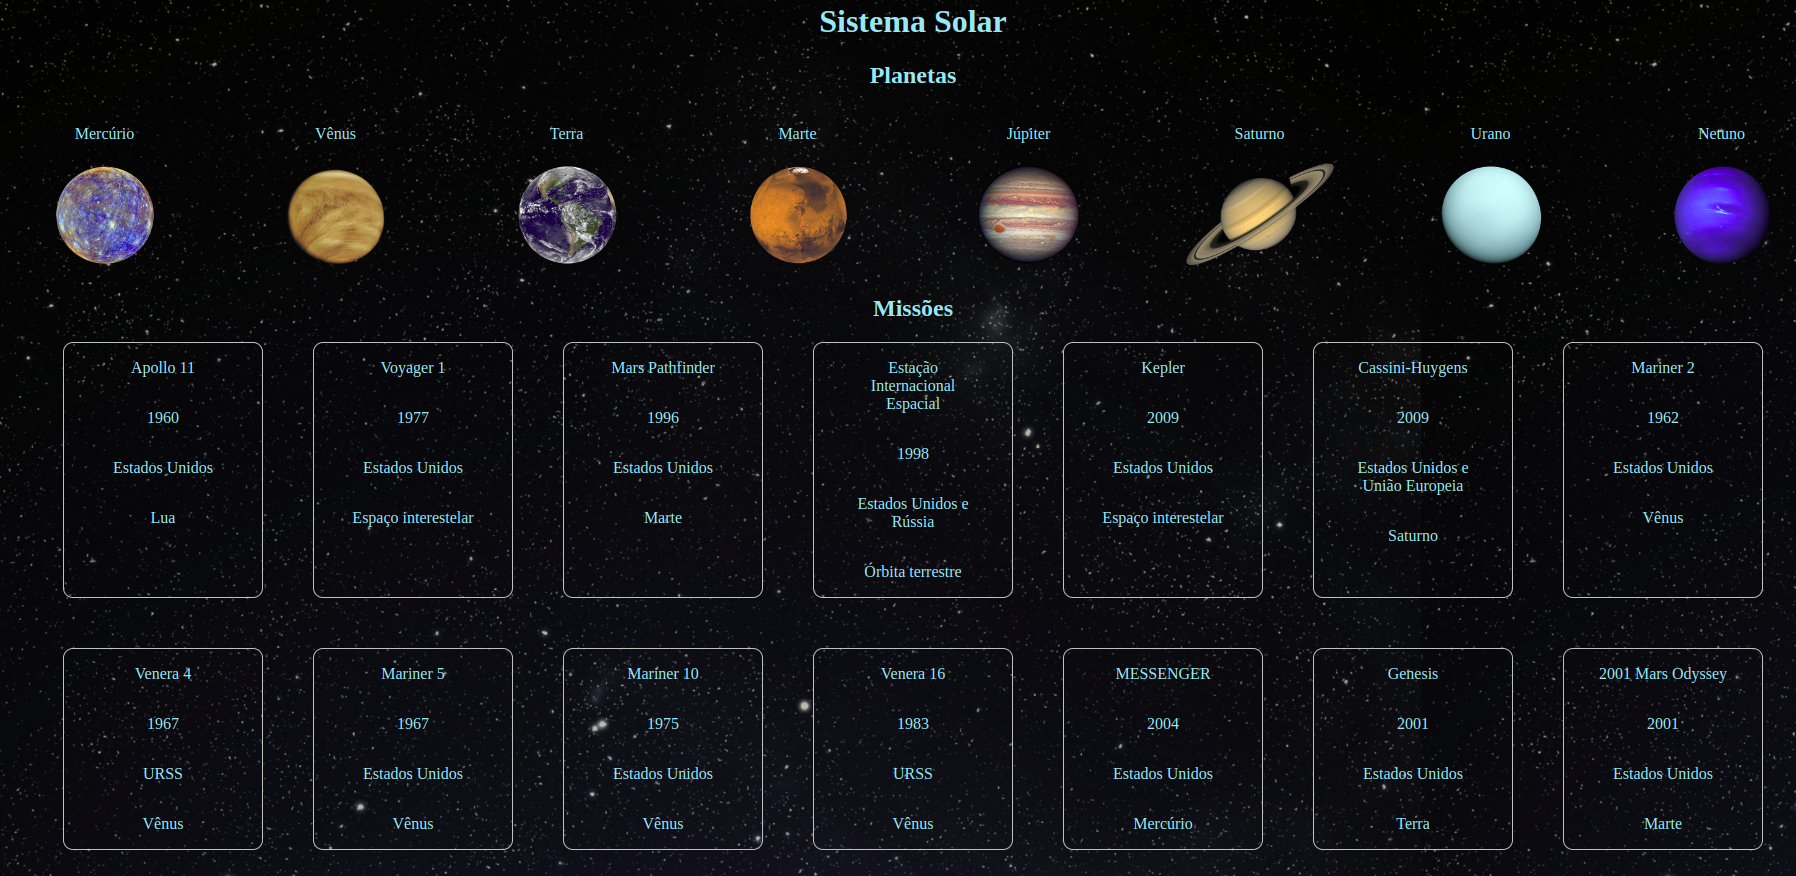 Sistema Solar
Planetas
Mercúrio
Vênus
Terra
Marte
Júpiter
Saturno
Urano
Netuno
Missões
Apollo 11
1960
Estados Unidos
Lua
Voyager 1
1977
Estados Unidos
Espaço interestelar
Mars Pathfinder
1996
Estados Unidos
Marte
Estação
Internacional
Espacial
1998
Estados Unidos e
Rússia
Órbita terrestre
Kepler
2009
Estados Unidos
Espaço interestelar
Cassini-Huygens
2009
Estados Unidos e
União Europeia
Saturno
Mariner 2
1962
Estados Unidos
Vênus
Venera 4
1967
URSS
Vênus
Mariner 5
1967
Estados Unidos
Vênus
Mariner 10
1975
Estados Unidos
Vênus
Venera 16
1983
URSS
Vênus
MESSENGER
2004
Estados Unidos
Mercúrio
Genesis
2001
Estados Unidos
Terra
2001 Mars Odyssey
2001
Estados Unidos
Marte